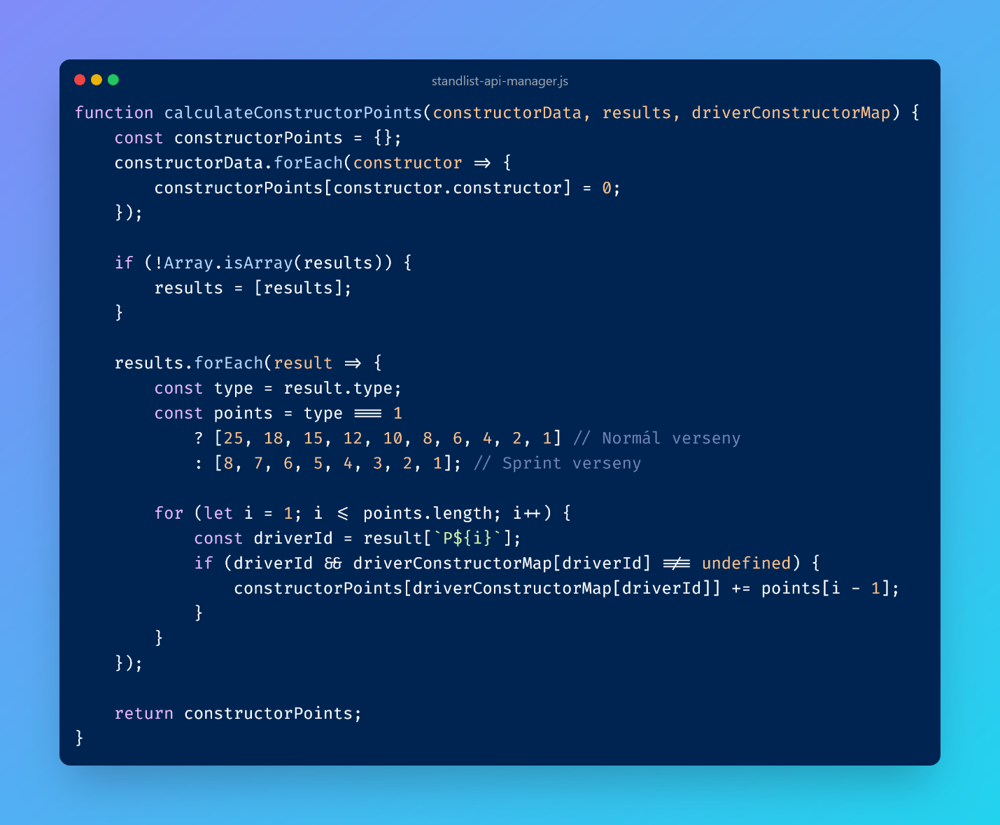 standlist-api-manager.js
function calculateConstructorPoints(constructorData, results, driverConstructorMap) {
    const constructorPoints = {};
    constructorData.forEach(constructor => {
        constructorPoints[constructor.constructor] = 0;
    });

    if (!Array.isArray(results)) {
        results = [results];
    }

    results.forEach(result => {
        const type = result.type;
        const points = type === 1
            ? [25, 18, 15, 12, 10, 8, 6, 4, 2, 1] // Normál verseny
            : [8, 7, 6, 5, 4, 3, 2, 1]; // Sprint verseny

        for (let i = 1; i <= points.length; i++) {
            const driverId = result[`P${i}`];
            if (driverId && driverConstructorMap[driverId] !== undefined) {
                constructorPoints[driverConstructorMap[driverId]] += points[i - 1];
            }
        }
    });

    return constructorPoints;
}